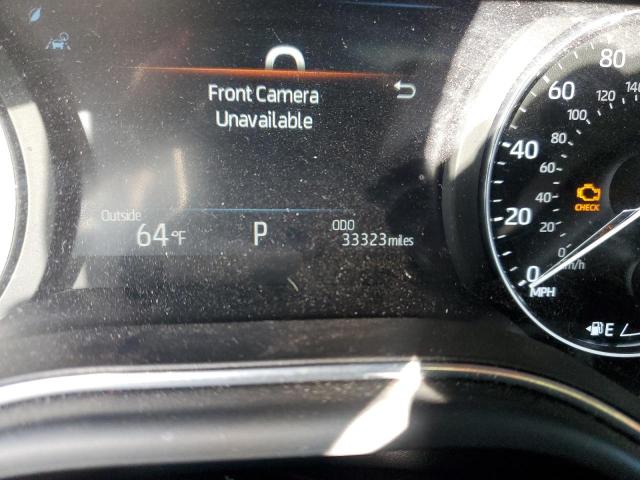 Front Camera
Unavailable
Outside
64°F
P
ODO
33323 miles
80
60
40
20
0
MPH
140
120
100
80
60
40
20
0
km/h
CHECK
E